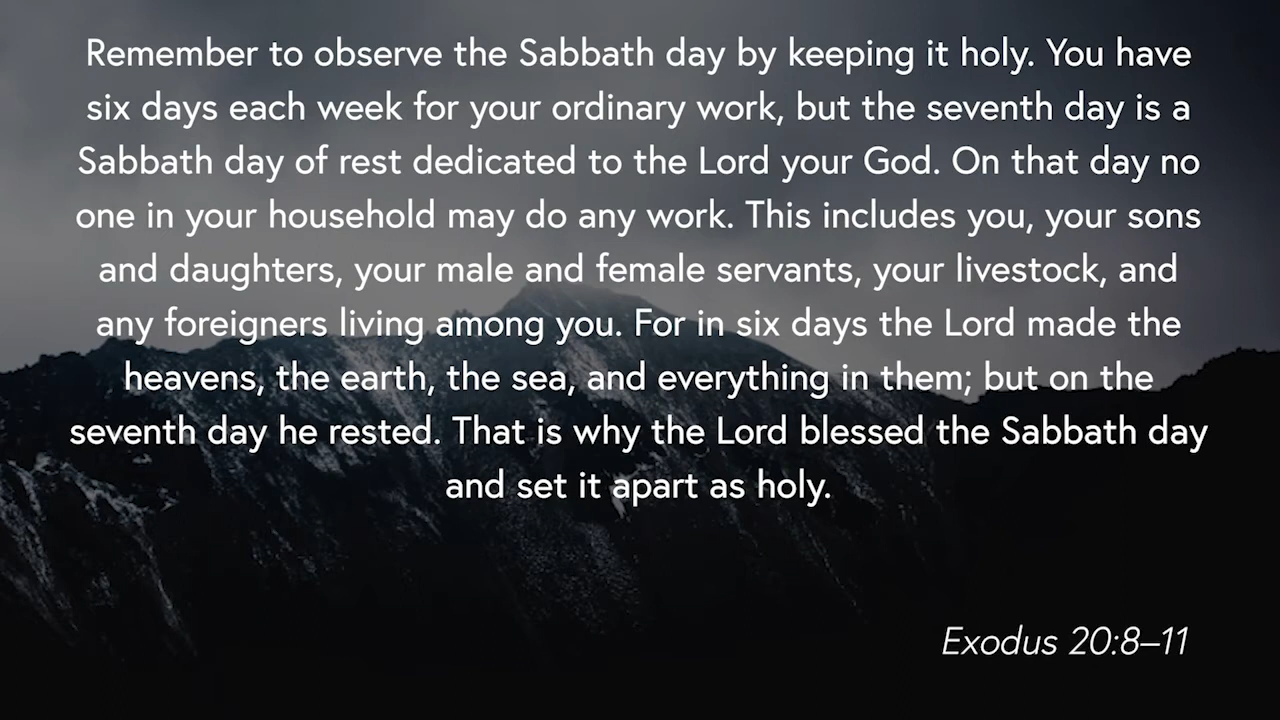 Remember to observe the Sabbath day by keeping it holy. You have
six days each week for your ordinary work, but the seventh day is a
Sabbath day of rest dedicated to the Lord your God. On that day no
one in your household may do any work. This includes you, your sons
and daughters, your male and female servants, your livestock, and
any foreigners living among you. For in six days the Lord made the
heavens, the earth, the sea, and everything in them; but on the
seventh day he rested. That is why the Lord blessed the Sabbath day
and set it apart as holy.
Exodus 20:8–11